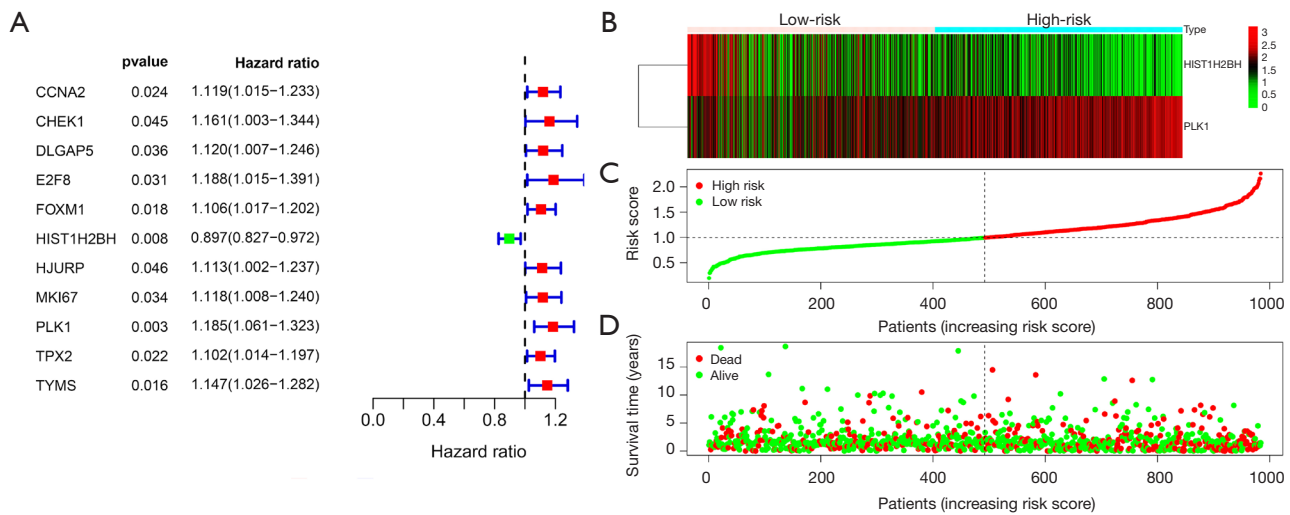 A
pvalue Hazard ratio
CCNA2 0.024 1.119(1.015−1.233)
CHEK1 0.045 1.161(1.003−1.344)
DLGAP5 0.036 1.120(1.007−1.246)
E2F8 0.031 1.188(1.015−1.391)
FOXM1 0.018 1.106(1.017−1.202)
HIST1H2BH 0.008 0.897(0.827−0.972)
HJURP 0.046 1.113(1.002−1.237)
MKI67 0.034 1.118(1.008−1.240)
PLK1 0.003 1.185(1.061−1.323)
TPX2 0.022 1.102(1.014−1.197)
TYMS 0.016 1.147(1.026−1.282)
0.0 0.4 0.8 1.2
Hazard ratio
B
Low-risk High-risk
Type
HIST1H2BH
PLK1
3
2.5
2
1.5
1
0.5
0
C
High risk
Low risk
Risk score
2.0
1.5
1.0
0.5
0 200 400 600 800 1000
Patients (increasing risk score)
D
Dead
Alive
Survival time (years)
15
10
5
0
0 200 400 600 800 1000
Patients (increasing risk score)